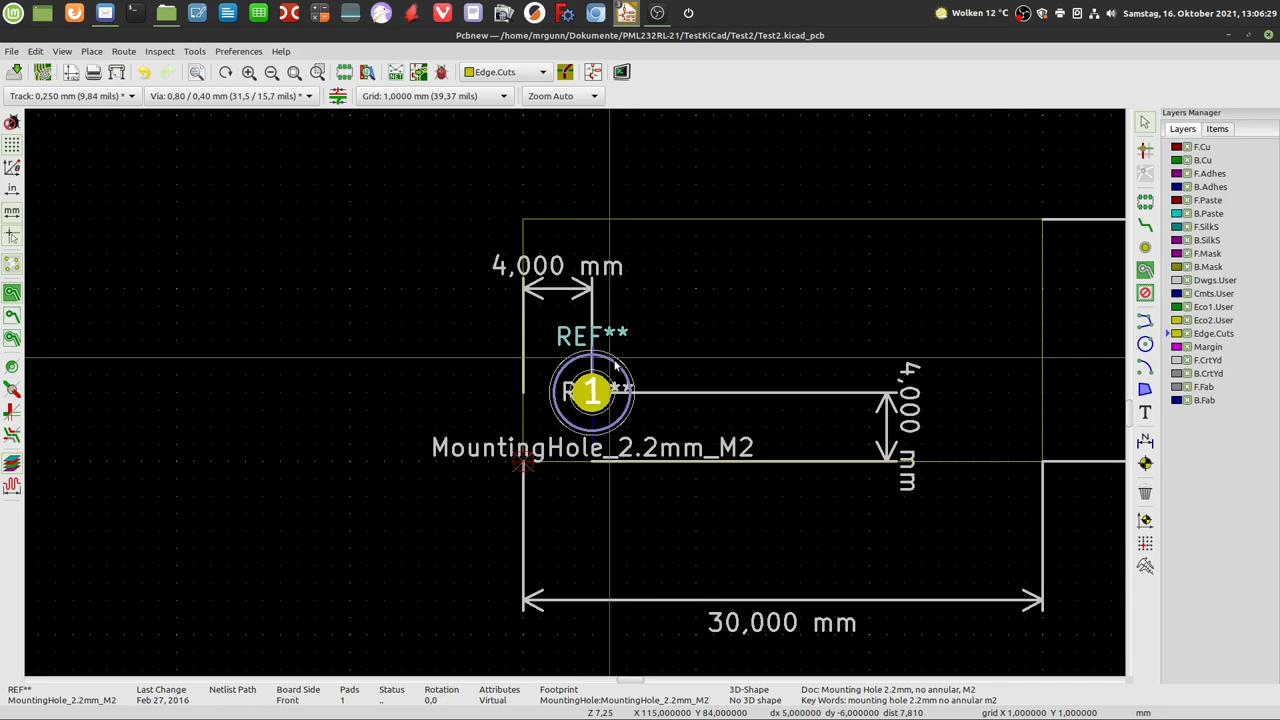 Wolken 12 °C
Samstag, 16. Oktober 2021, 13:06:29
Pcbnew — /home/mrgunn/Dokumente/PML232RL-21/TestKiCad/Test2/Test2.kicad_pcb
File Edit View Place Route Inspect Tools Preferences Help
Edge.Cuts
Track: 0,250 mm (9,84 mils) *
Via: 0,80 / 0,40 mm (31,5 / 15,7 mils) *
Grid: 1,0000 mm (39,37 mils)
Zoom Auto
Layers Manager
Layers Items
F.Cu
B.Cu
F.Adhes
B.Adhes
F.Paste
B.Paste
F.SilkS
B.SilkS
F.Mask
B.Mask
Dwgs.User
Cmts.User
Eco1.User
Eco2.User
Edge.Cuts
Margin
F.CrtYd
B.CrtYd
F.Fab
B.Fab
in
mm
4,000 mm
REF**
1
MountingHole_2.2mm_M2
4,000 mm
30,000 mm
REF**
MountingHole_2.2mm_M2
Last Change
Feb 27, 2016
Netlist Path
Board Side
Front
Pads
1
Status
..
Rotation
0,0
Attributes
Virtual
Footprint
MountingHole:MountingHole_2.2mm_M2
3D-Shape
No 3D shape
Doc: Mounting Hole 2.2mm, no annular, M2
Key Words: mounting hole 2.2mm no annular m2
Z 7,25
X 115,000000 Y 84,000000
dx 5,000000 dy -6,000000 dist 7,810
grid X 1,000000 Y 1,000000
mm